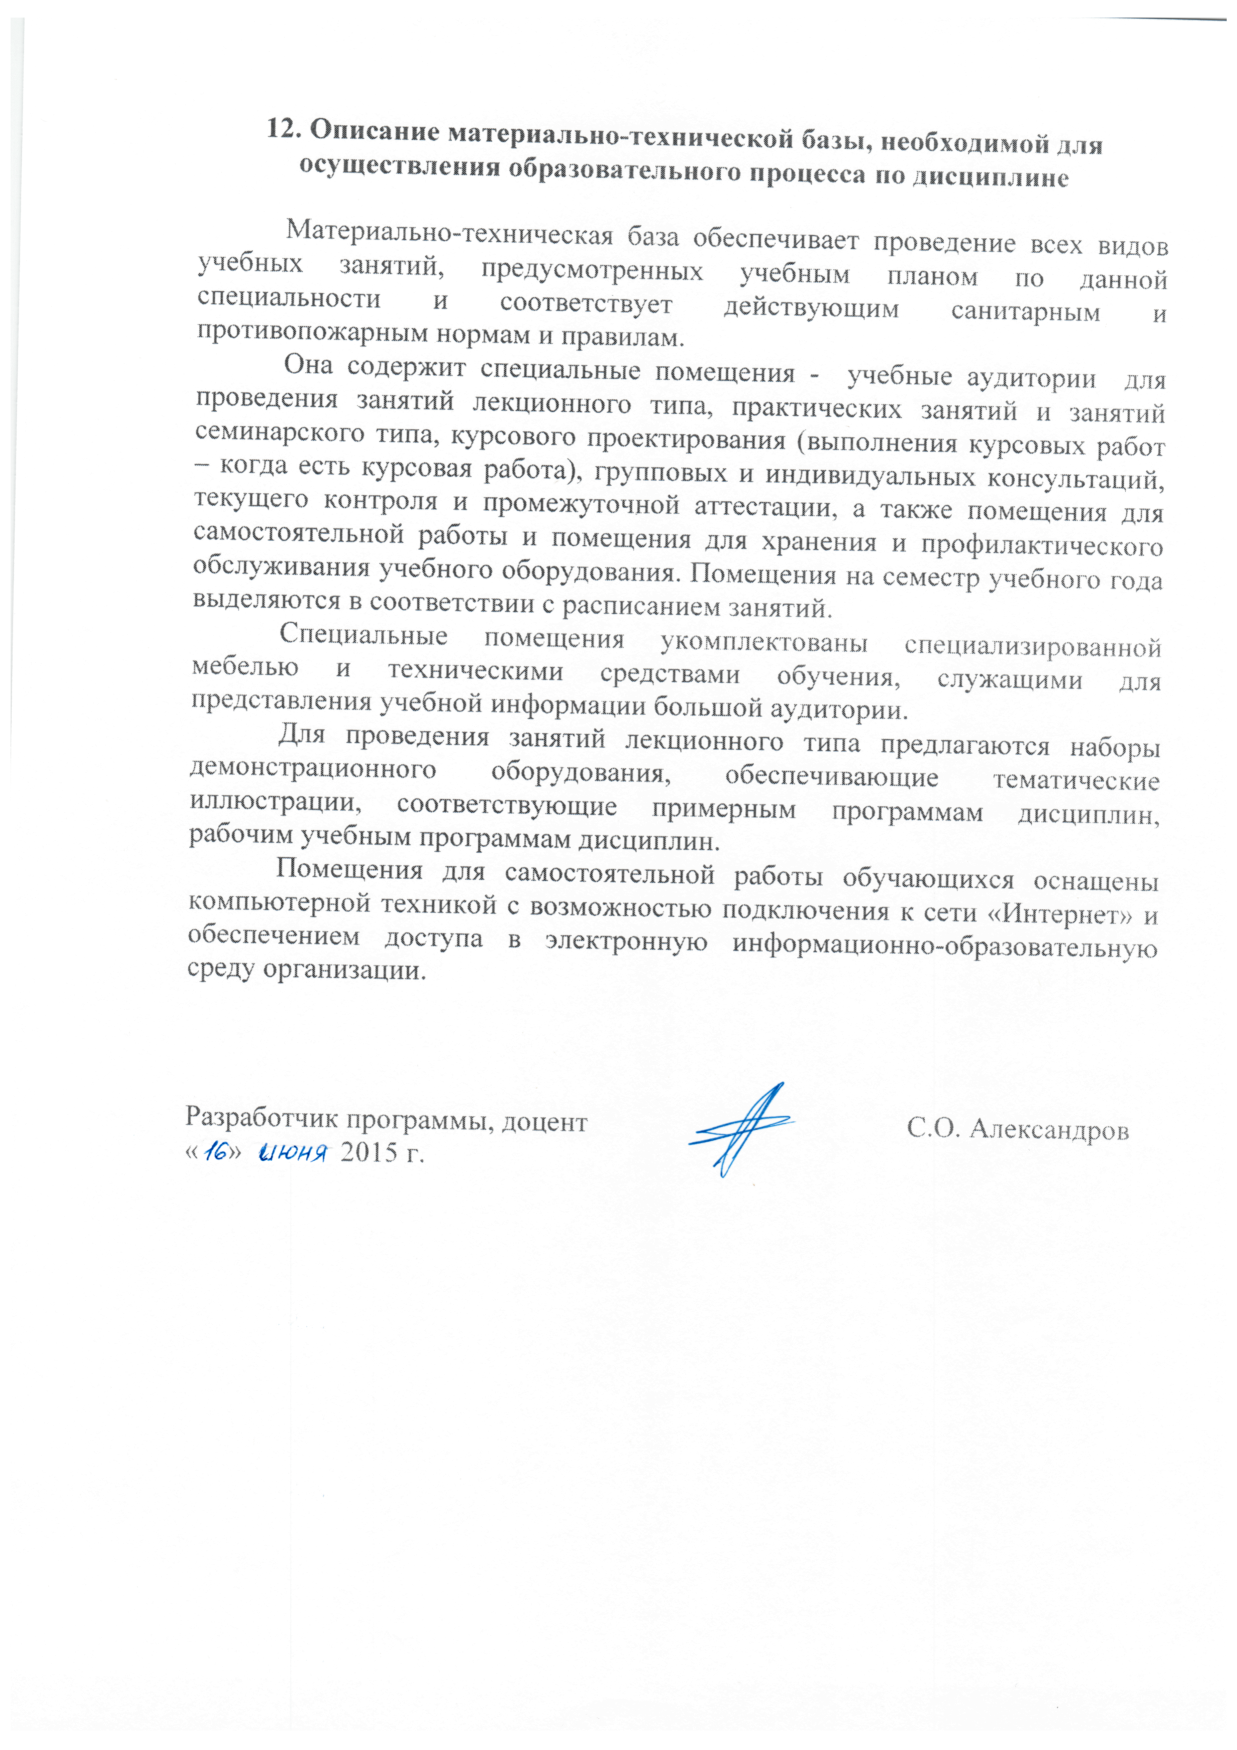 12. Описание материально-технической базы, необходимой для
осуществления образовательного процесса по дисциплине
Материально-техническая база обеспечивает проведение всех видов
учебных занятий, предусмотренных учебным планом по данной
специальности и соответствует действующим санитарным и
противопожарным нормам и правилам.
Она содержит специальные помещения - учебные аудитории для
проведения занятий лекционного типа, практических занятий и занятий
семинарского типа, курсового проектирования (выполнения курсовых работ
– когда есть курсовая работа), групповых и индивидуальных консультаций,
текущего контроля и промежуточной аттестации, а также помещения для
самостоятельной работы и помещения для хранения и профилактического
обслуживания учебного оборудования. Помещения на семестр учебного года
выделяются в соответствии с расписанием занятий.
Специальные помещения укомплектованы специализированной
мебелью и техническими средствами обучения, служащими для
представления учебной информации большой аудитории.
Для проведения занятий лекционного типа предлагаются наборы
демонстрационного оборудования, обеспечивающие тематические
иллюстрации, соответствующие примерным программам дисциплин,
рабочим учебным программам дисциплин.
Помещения для самостоятельной работы обучающихся оснащены
компьютерной техникой с возможностью подключения к сети «Интернет» и
обеспечением доступа в электронную информационно-образовательную
среду организации.
Разработчик программы, доцент С.О. Александров
«16» июня 2015 г.